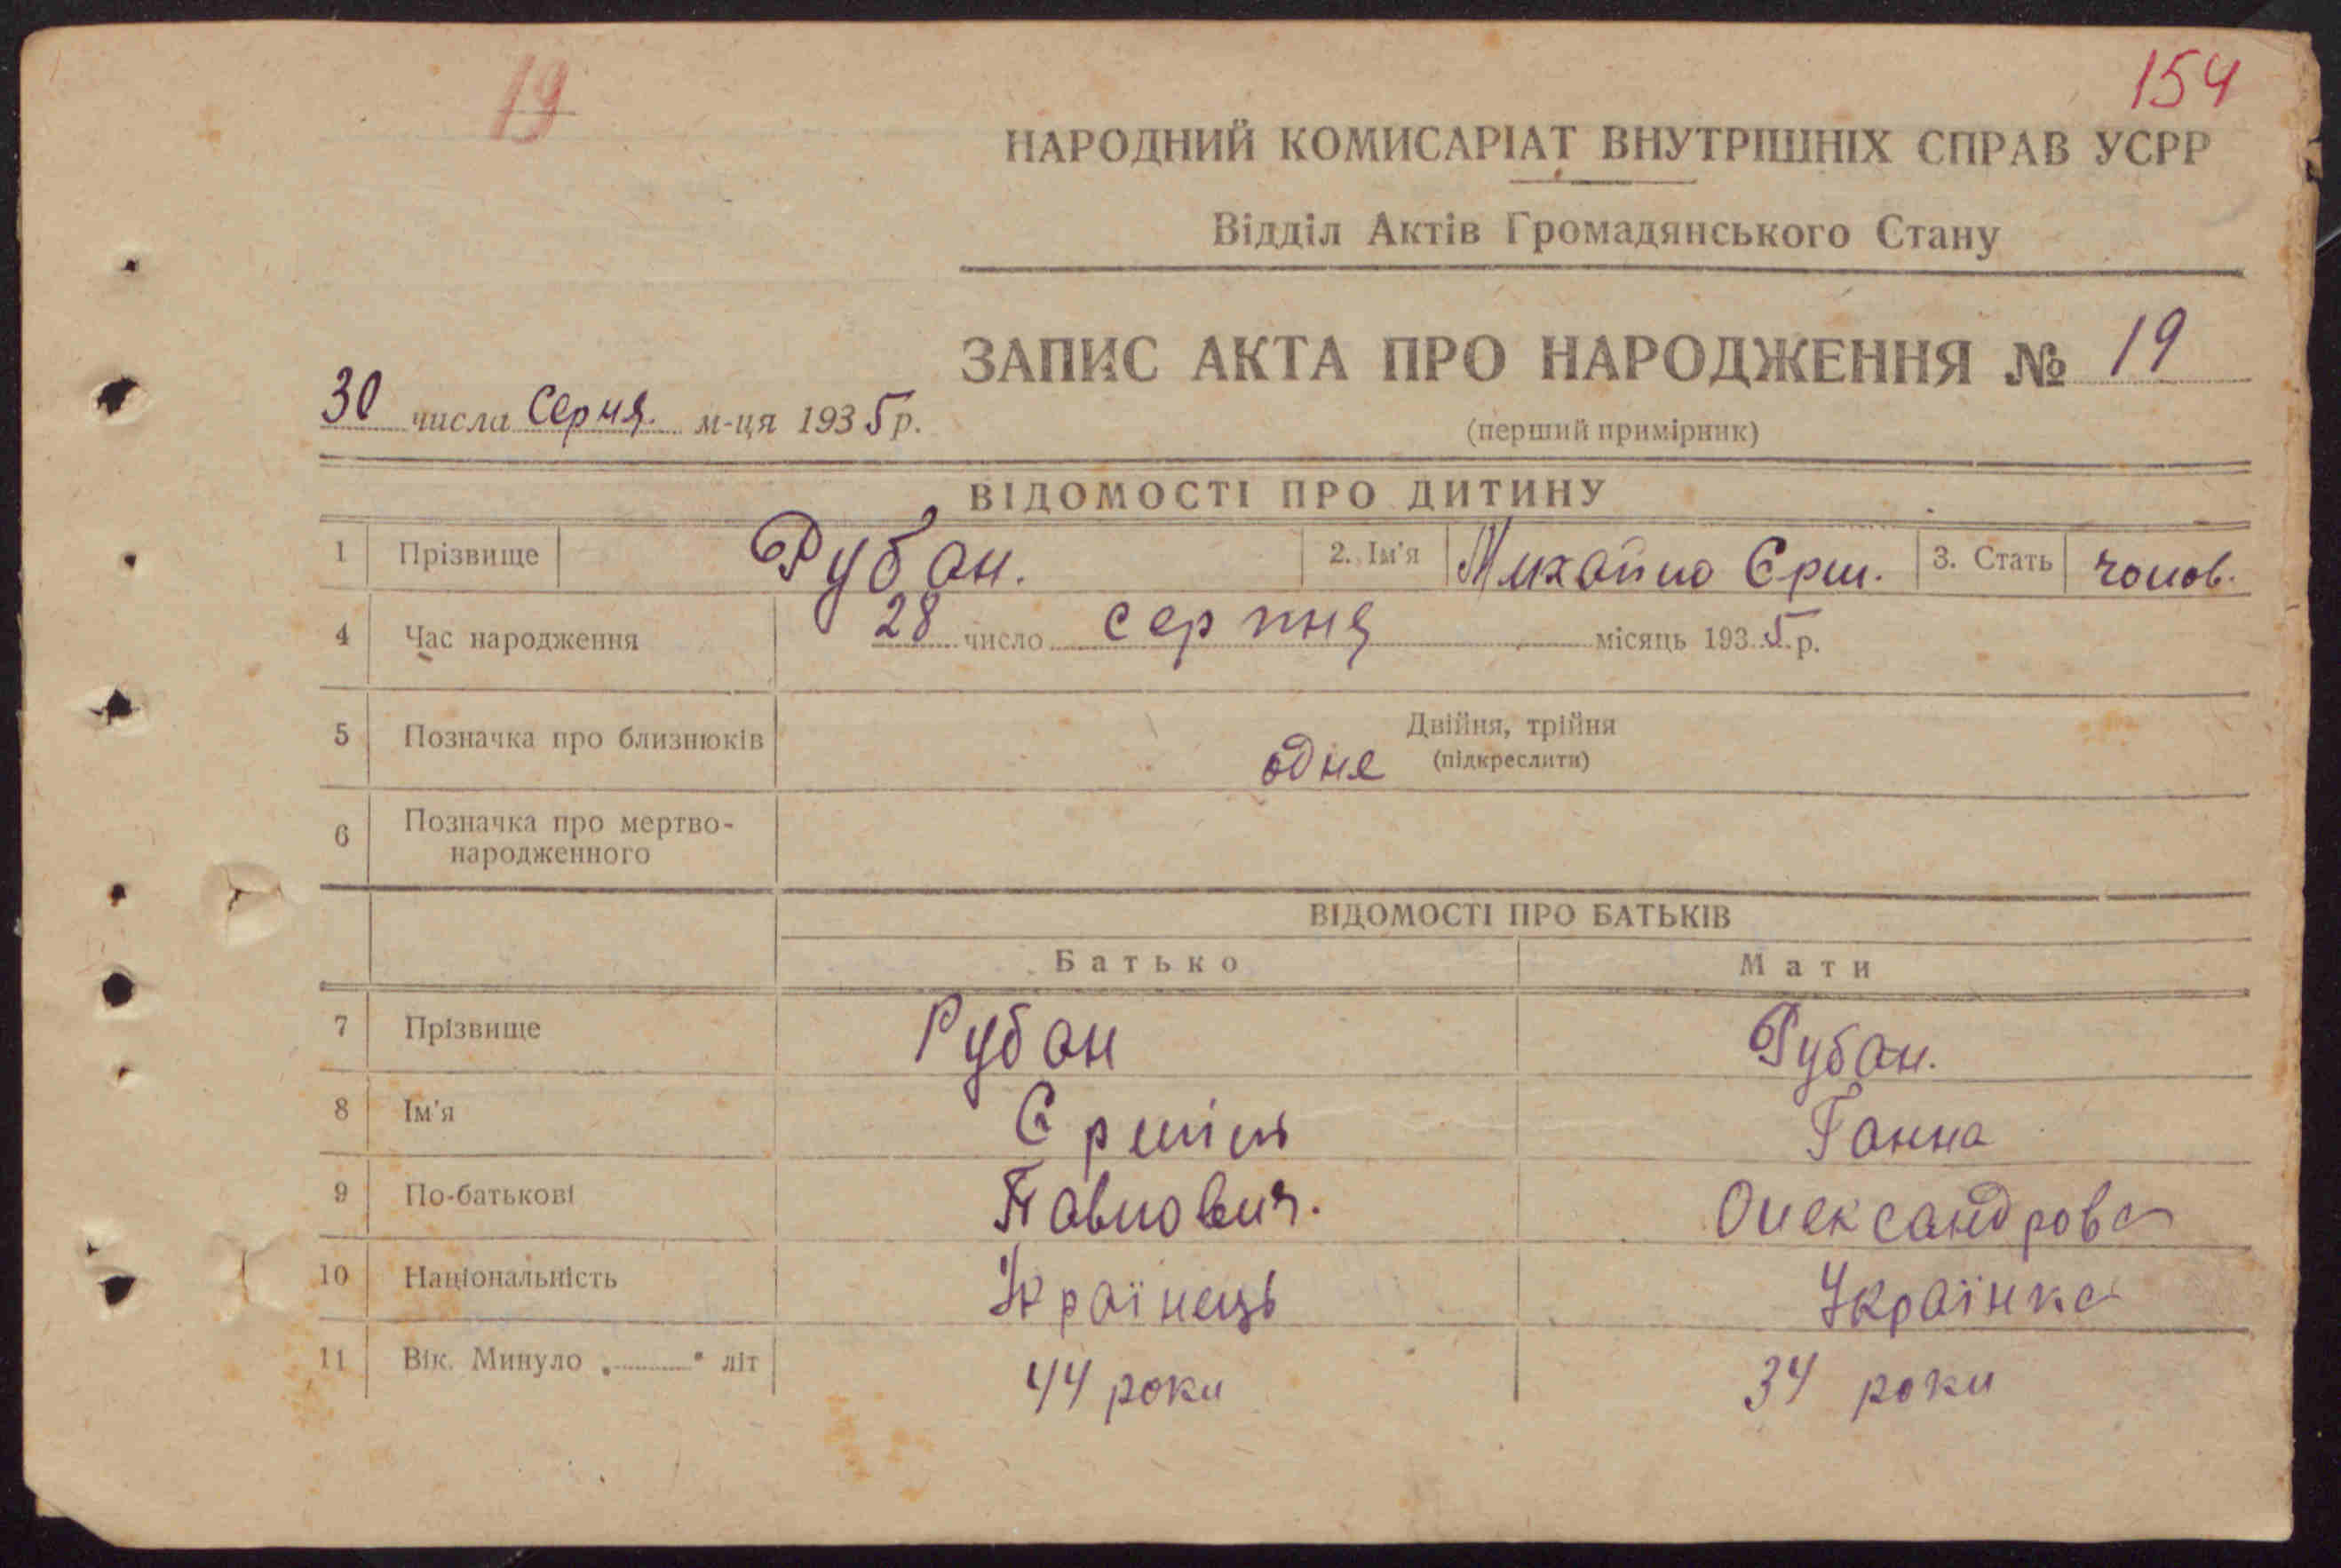 19
154
НАРОДНИЙ КОМИСАРІАТ ВНУТРІШНІХ СПРАВ УСРР
Відділ Актів Громадянського Стану
ЗАПИС АКТА ПРО НАРОДЖЕННЯ № 19
30 числа Серня. м-ця 1935 р.
(перший примірник)
ВІДОМОСТІ ПРО ДИТИНУ
1 Прізвище Рубан. 2. Ім'я Михайло Єрм. 3. Стать чолов.
4 Час народження 28 число серпня місяць 1935 р.
5 Позначка про близнюків одне Двійня, трійня
(підкреслити)
6 Позначка про мертво-
народженного
ВІДОМОСТІ ПРО БАТЬКІВ
Батько Мати
7 Прізвище Рубан Рубан.
8 Ім'я Ганна
9 По-батькові Павлович. Олександрова
10 Національність Українець Українка
11 Вік. Минуло „ " літ 44 роки 34 роки